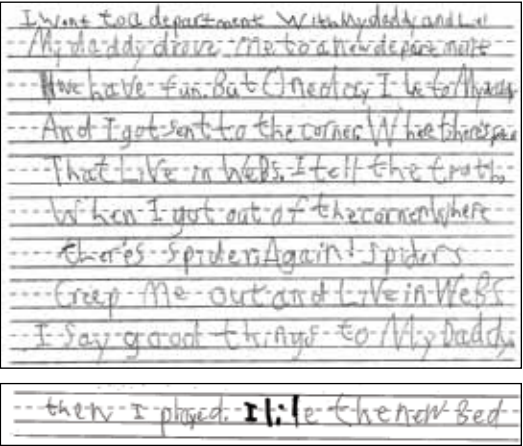 I went to a department With My daddy and
My daddy drove me to a new department
We have fun. But One day I lie to My
And I got sent to the corner. Where there's
That LiVe in WeBs. I tell the truth,
When I got out of the corner Where
there's Spiders Again! Spiders
Creep Me out and LiVe in WeBS
I Say good things to My Daddy.
then I played. I like the new Bed